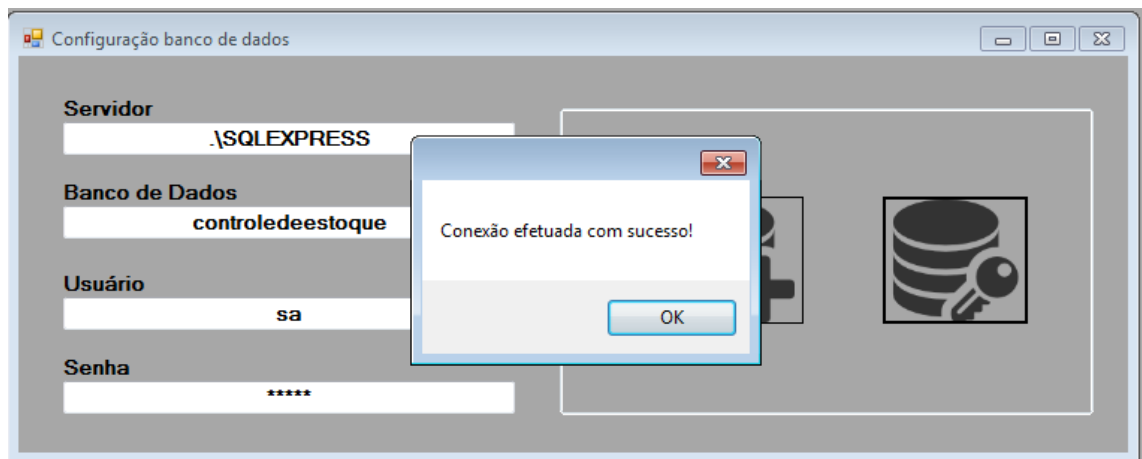 Configuração banco de dados
Servidor
.\SQLEXPRESS
Banco de Dados
controledeestoque
Usuário
sa
Senha
*****
Conexão efetuada com sucesso!
OK